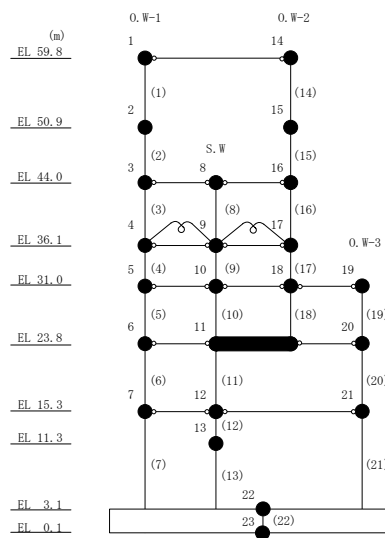 O.W-1 O.W-2
(m)
EL 59.8 1 14
(1) (14)
EL 50.9 2 15
(2) S.W (15)
EL 44.0 3 8 16
(3) (8) (16)
EL 36.1 4 9 17 O.W-3
EL 31.0 5 (4) 10 (9) 18 (17) 19
(5) (10) (18) (19)
EL 23.8 6 11 20
(6) (11) (20)
EL 15.3 7 12 21
(12)
EL 11.3 13
(7) (13) (21)
EL 3.1 22
EL 0.1 23 (22)